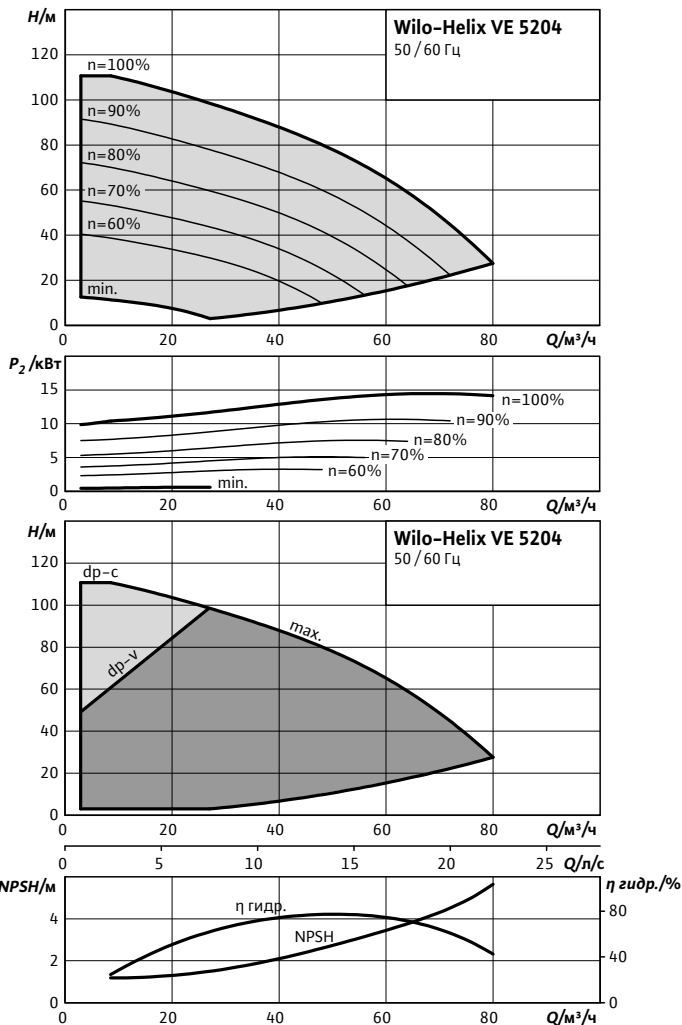 H/м
Wilo-Helix VE 5204
50 / 60 Гц
120
n=100%
100
n=90%
80
n=80%
60
n=70%
40
n=60%
20
min.
0
0 20 40 60 80 Q/м³/ч
P₂ /кВт
15
n=100%
10
n=90%
n=80%
5
n=70%
n=60%
min.
0
0 20 40 60 80 Q/м³/ч
H/м
Wilo-Helix VE 5204
50 / 60 Гц
120
dp-c
100
max.
80
dp-v
60
40
20
0
0 20 40 60 80 Q/м³/ч
0 5 10 15 20 25 Q/л/с
NPSH/м
η гидр./%
η гидр.
4
80
NPSH
2
40
0
0
0 20 40 60 80 Q/м³/ч